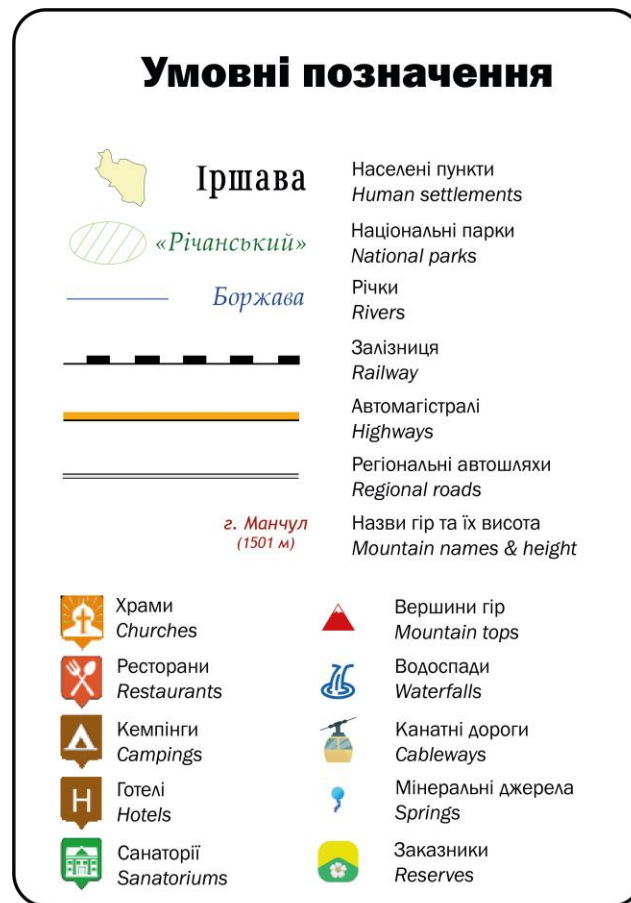 Умовні позначення
Іршава
Населені пункти
Human settlements
«Річанський»
Національні парки
National parks
Боржава
Річки
Rivers
Залізниця
Railway
Автомагістралі
Highways
Регіональні автошляхи
Regional roads
г. Манчул
(1501 м)
Назви гір та їх висота
Mountain names & height
Храми
Churches
Ресторани
Restaurants
Кемпінги
Campings
H
Готелі
Hotels
Санаторії
Sanatoriums
Вершини гір
Mountain tops
Водоспади
Waterfalls
Канатні дороги
Cableways
Мінеральні джерела
Springs
Заказники
Reserves